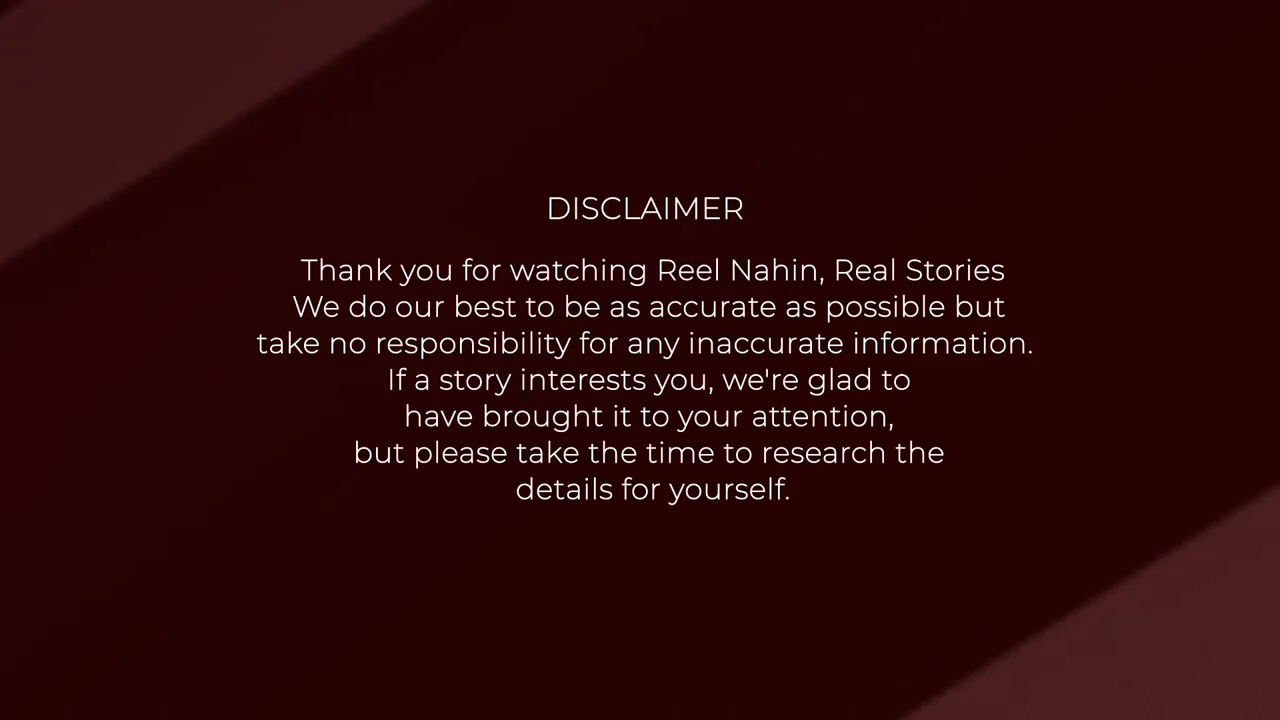 DISCLAIMER
Thank you for watching Reel Nahin, Real Stories
We do our best to be as accurate as possible but
take no responsibility for any inaccurate information.
If a story interests you, we're glad to
have brought it to your attention,
but please take the time to research the
details for yourself.